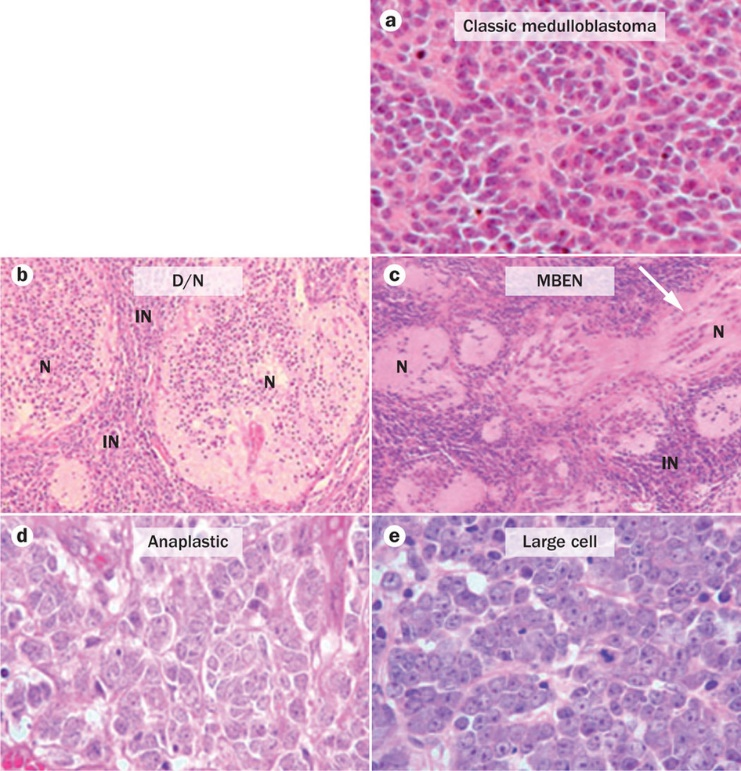 a
Classic medulloblastoma
b
D/N
IN
N
N
IN
c
MBEN
N
N
IN
d
Anaplastic
e
Large cell